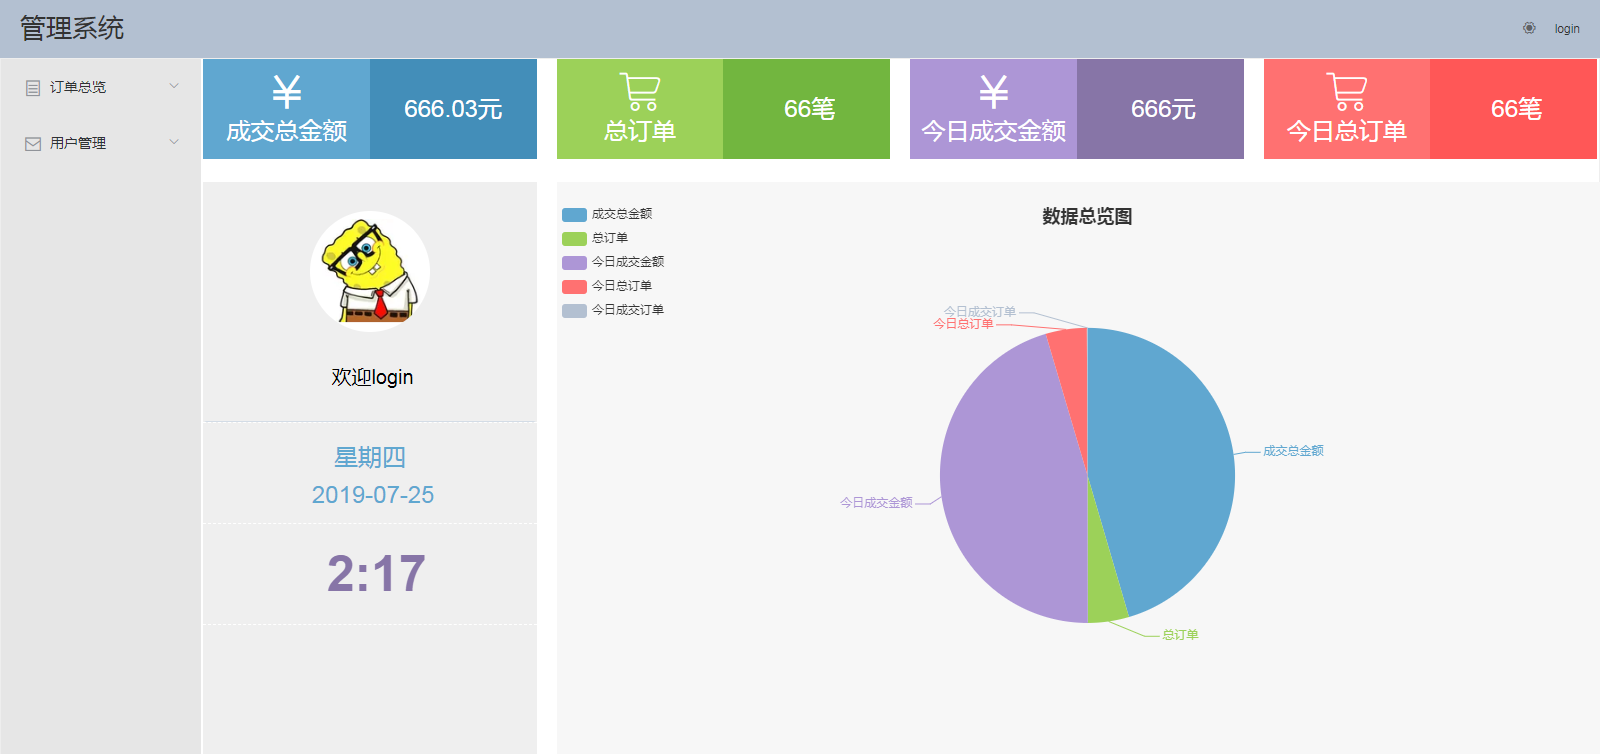 管理系统
login
订单总览
用户管理
成交总金额
666.03元
总订单
66笔
今日成交金额
666元
今日总订单
66笔
欢迎login
星期四
2019-07-25
2:17
数据总览图
成交总金额
总订单
今日成交金额
今日总订单
今日成交订单
今日成交订单
今日总订单
成交总金额
今日成交金额
总订单